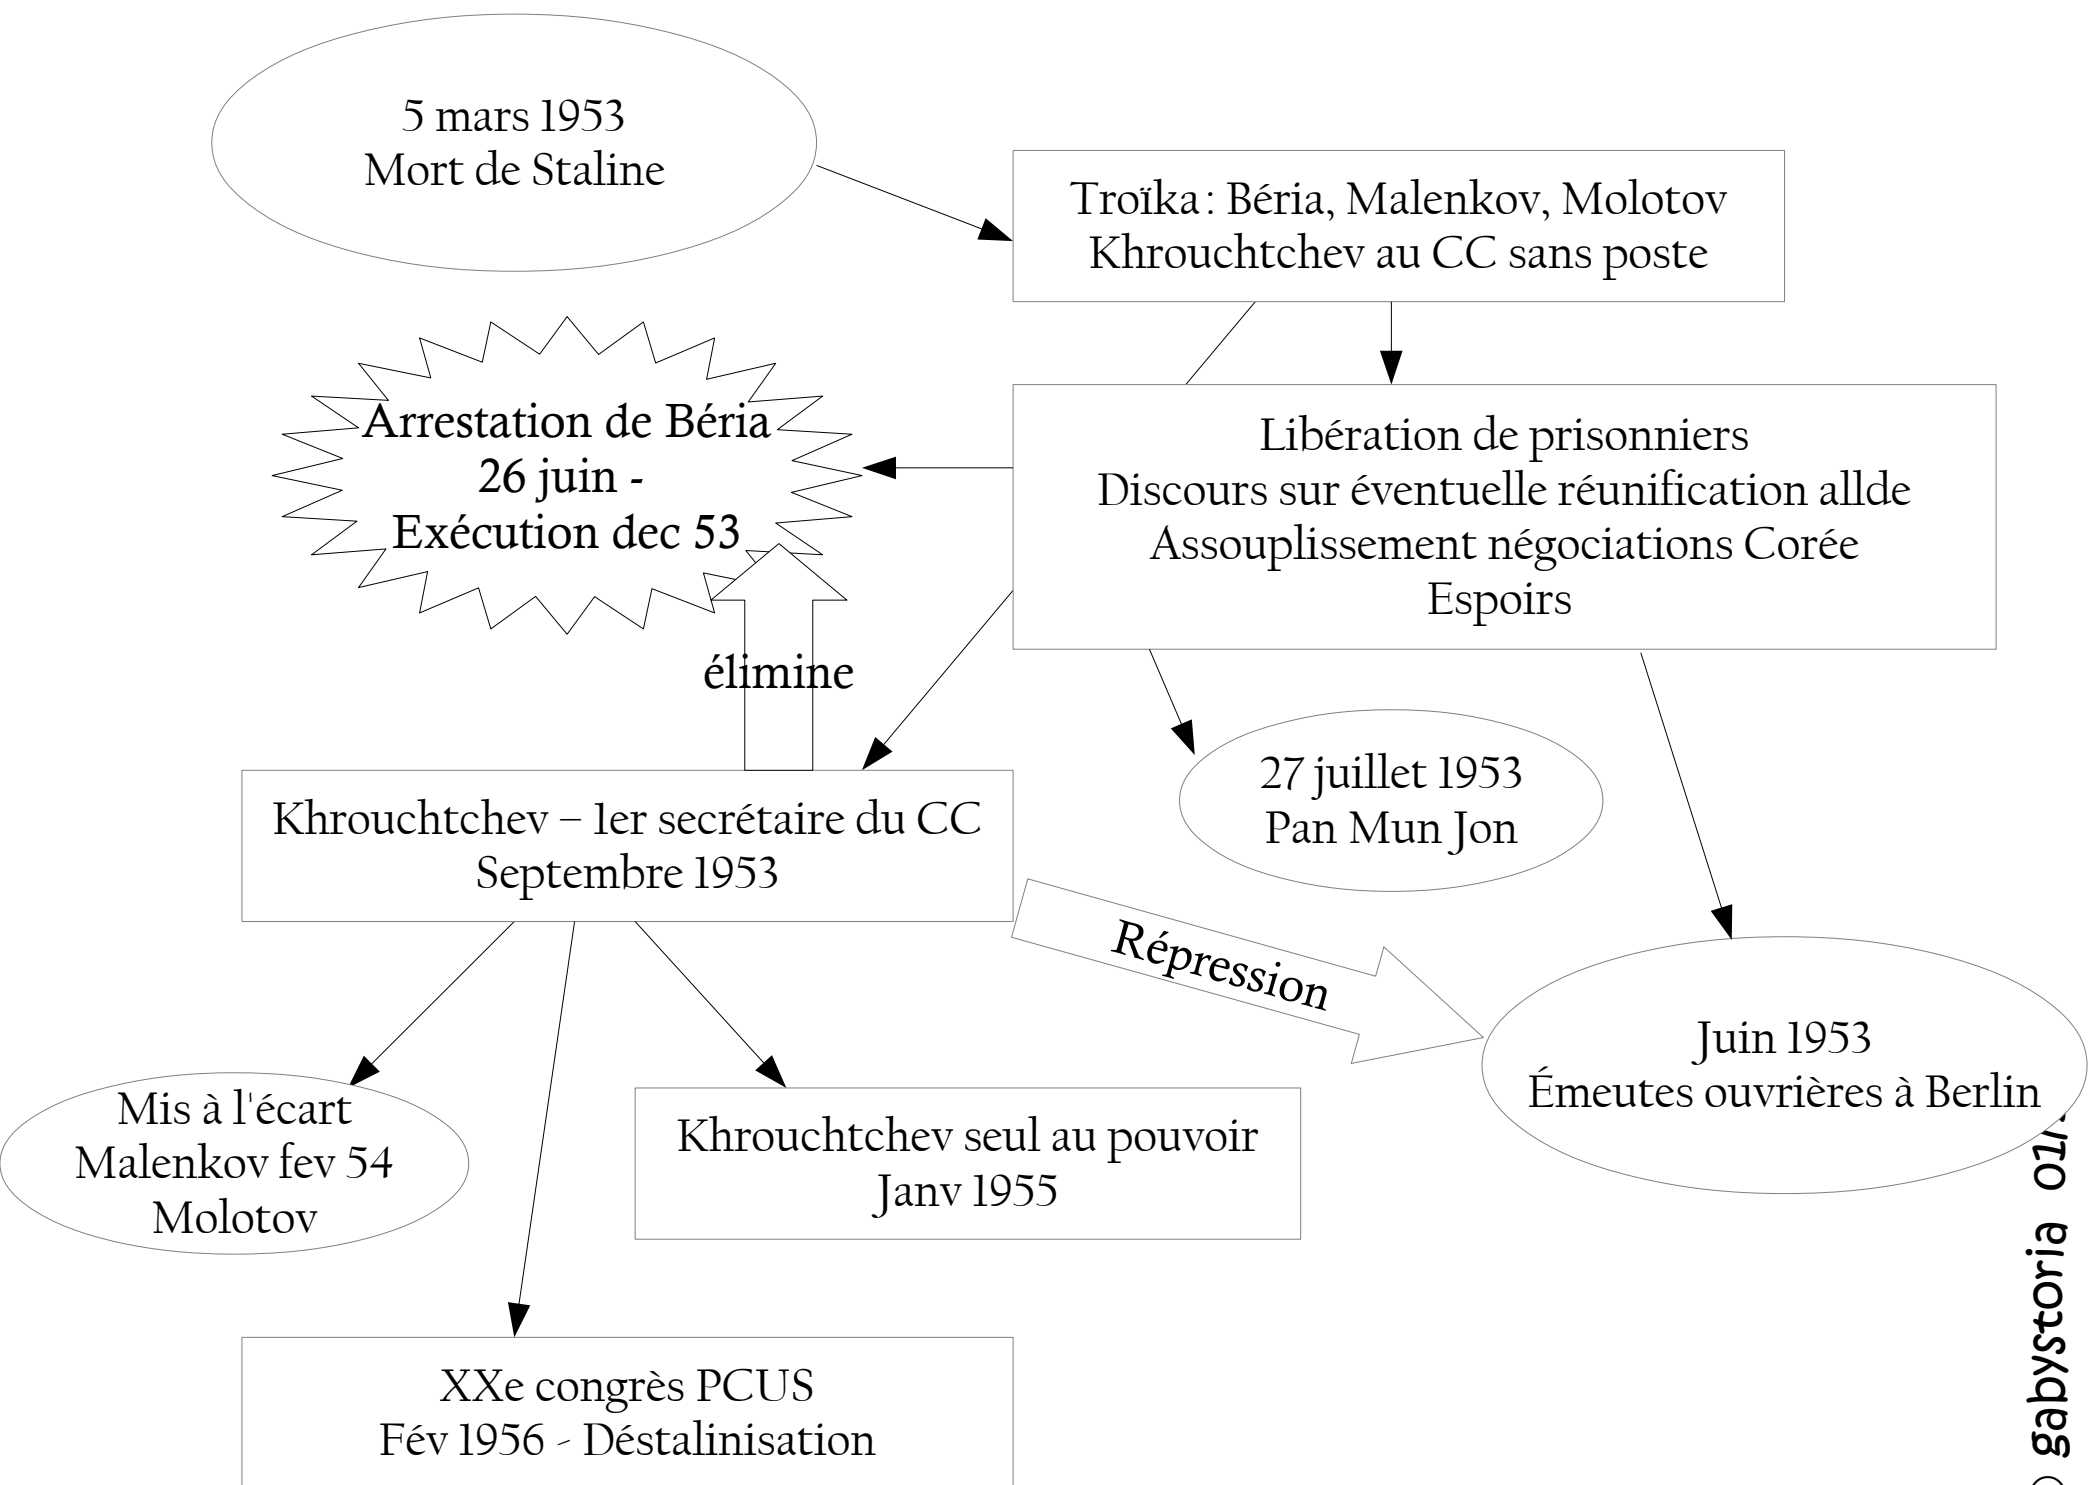 5 mars 1953
Mort de Staline
Troïka : Béria, Malenkov, Molotov
Khrouchtchev au CC sans poste
Arrestation de Béria
26 juin -
Exécution dec 53
Libération de prisonniers
Discours sur éventuelle réunification allde
Assouplissement négociations Corée
Espoirs
élimine
27 juillet 1953
Pan Mun Jon
Khrouchtchev – 1er secrétaire du CC
Septembre 1953
Répression
Juin 1953
Émeutes ouvrières à Berlin
Mis à l'écart
Malenkov fev 54
Molotov
Khrouchtchev seul au pouvoir
Janv 1955
XXe congrès PCUS
Fév 1956 - Déstalinisation
gabystoria